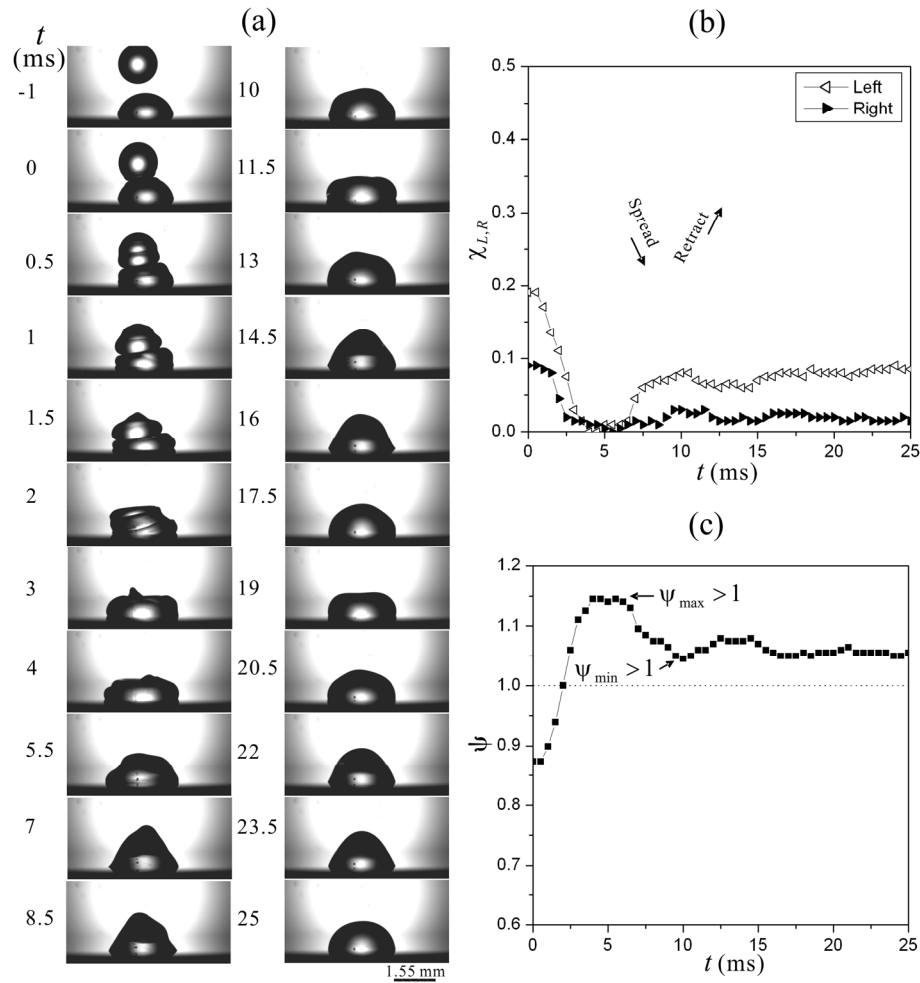 (a)
t
(ms)
-1
0
0.5
1
1.5
2
3
4
5.5
7
8.5
10
11.5
13
14.5
16
17.5
19
20.5
22
23.5
25
1.55 mm
(b)
Left
Right
Spread
Retract
χL,R
0.5
0.4
0.3
0.2
0.1
0.0
0 5 10 15 20 25
t (ms)
(c)
ψ
1.2
1.1
1.0
0.9
0.8
0.7
0.6
ψmax > 1
ψmin > 1
0 5 10 15 20 25
t (ms)